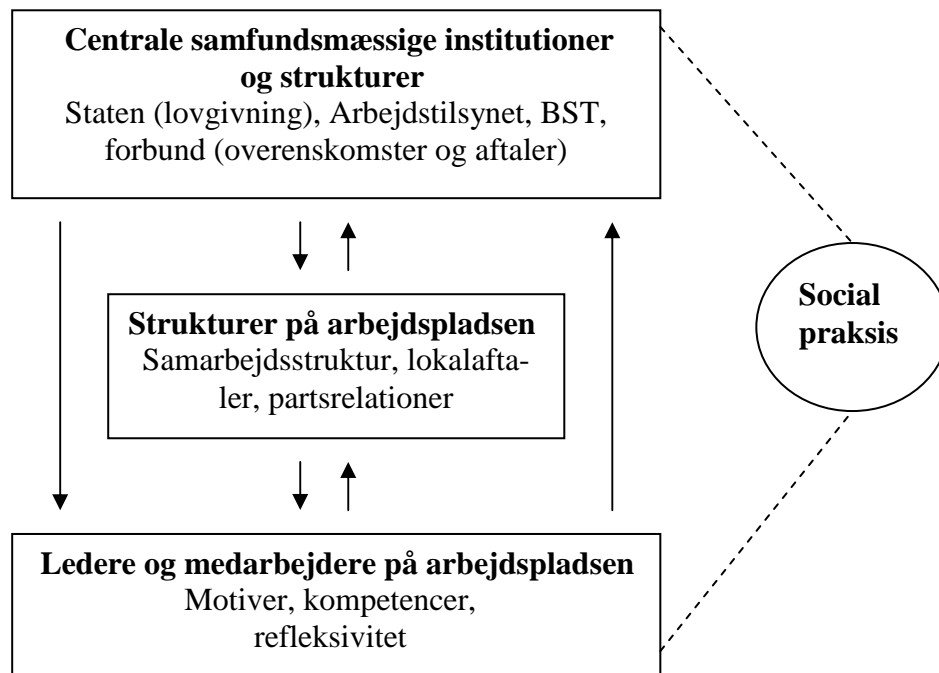 Centrale samfundsmæssige institutioner
og strukturer
Staten (lovgivning), Arbejdstilsynet, BST,
forbund (overenskomster og aftaler)
Strukturer på arbejdspladsen
Samarbejdsstruktur, lokalafta-
ler, partsrelationer
Social
praksis
Ledere og medarbejdere på arbejdspladsen
Motiver, kompetencer,
refleksivitet